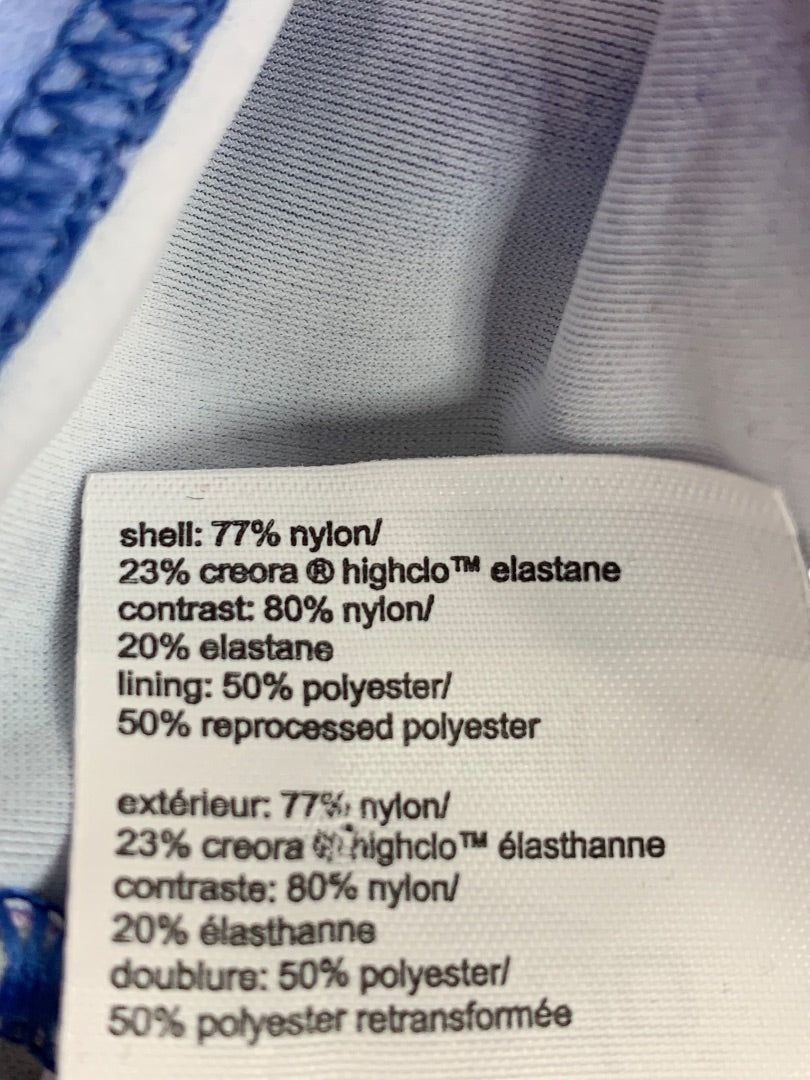 shell: 77% nylon/
23% creora ® highclo™ elastane
contrast: 80% nylon/
20% elastane
lining: 50% polyester/
50% reprocessed polyester
extérieur: 77% nylon/
23% creora ® highclo™ élasthanne
contraste: 80% nylon/
20% élasthanne
doublure: 50% polyester/
50% polyester retransformée